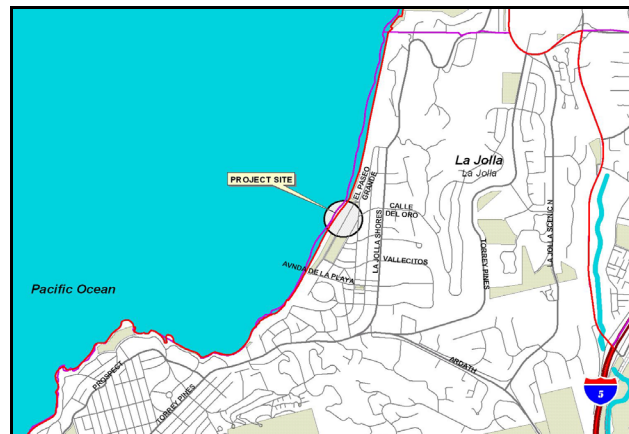 La Jolla
La Jolla
PROJECT SITE
EL PASEO
GRANDE
CALLE
DEL ORO
LA JOLLA SHORES
TORREY PINES
LA JOLLA SCENIC N
VALLECITOS
AVNDA DE LA PLAYA
Pacific Ocean
ARDATH
PROSPECT
TORREY PINES
5